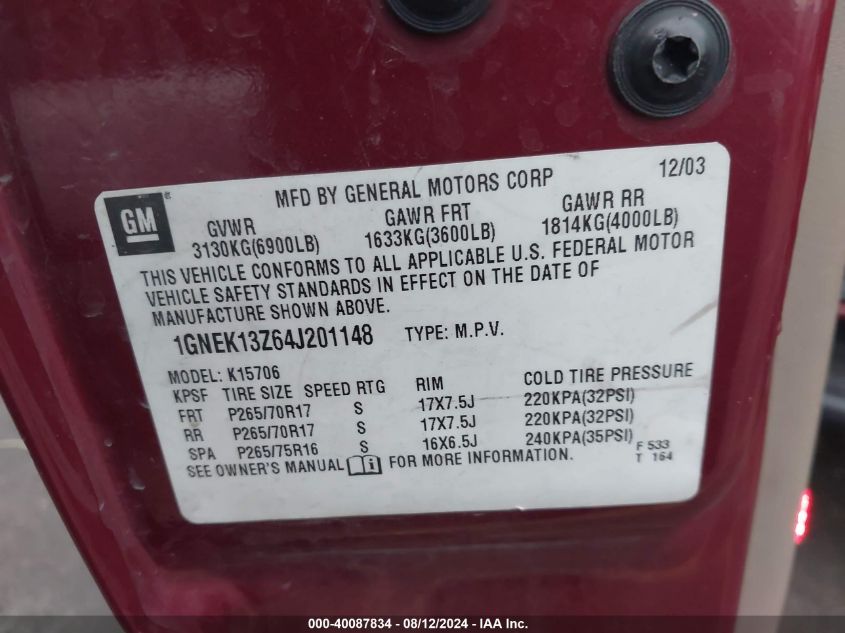 MFD BY GENERAL MOTORS CORP 12/03
GM®
GVWR GAWR FRT GAWR RR
3130KG(6900LB) 1633KG(3600LB) 1814KG(4000LB)
THIS VEHICLE CONFORMS TO ALL APPLICABLE U.S. FEDERAL MOTOR
VEHICLE SAFETY STANDARDS IN EFFECT ON THE DATE OF
MANUFACTURE SHOWN ABOVE.
1GNEK13Z64J201148 TYPE: M.P.V.
MODEL: K15706
KPSF TIRE SIZE SPEED RTG RIM COLD TIRE PRESSURE
FRT P265/70R17 S 17X7.5J 220KPA(32PSI)
RR P265/70R17 S 17X7.5J 220KPA(32PSI)
SPA P265/75R16 S 16X6.5J 240KPA(35PSI)
SEE OWNER'S MANUAL i FOR MORE INFORMATION.
F 533
T 164
000-40087834 - 08/12/2024 - IAA Inc.